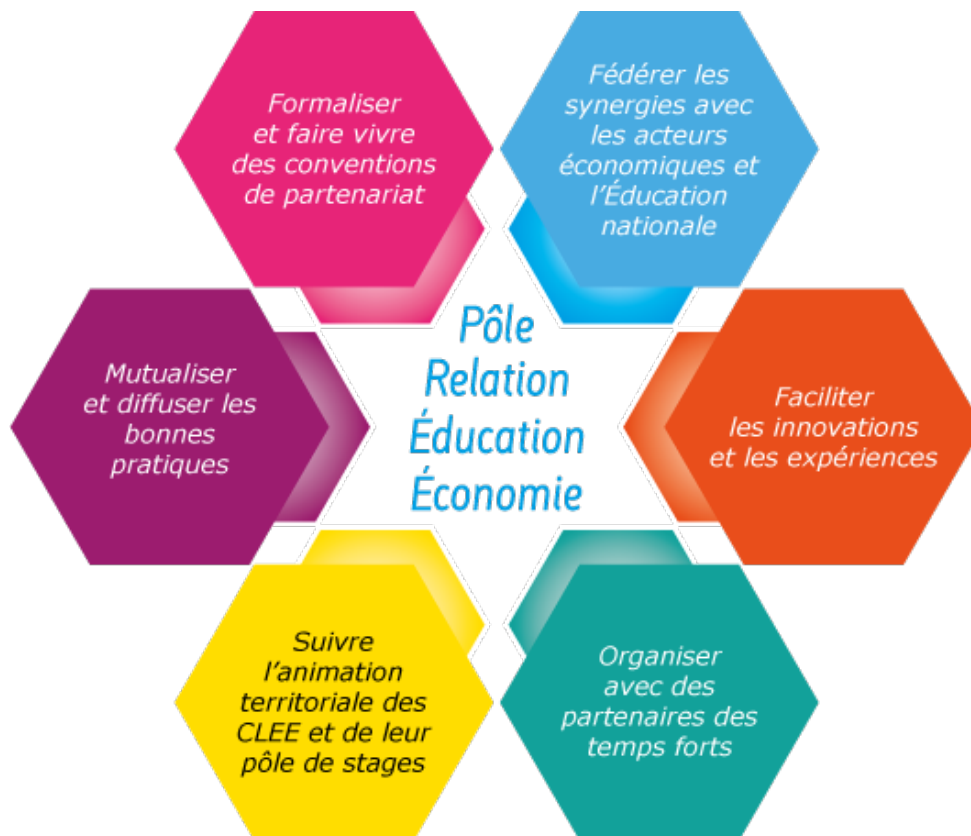 Formaliser
et faire vivre
des conventions
de partenariat
Fédérer les
synergies avec
les acteurs
économiques et
l'Éducation
nationale
Mutualiser
et diffuser les
bonnes
pratiques
Pôle
Relation
Éducation
Économie
Faciliter
les innovations
et les expériences
Suivre
l'animation
territoriale des
CLEE et de leur
pôle de stages
Organiser
avec des
partenaires des
temps forts